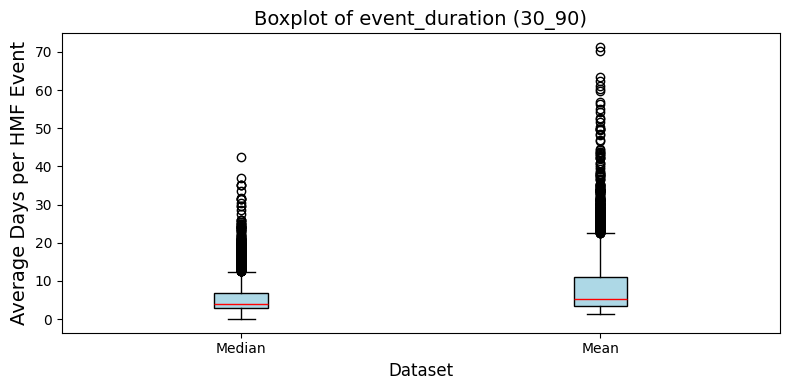 Boxplot of event_duration (30_90)
Average Days per HMF Event
70
60
50
40
30
20
10
0
Median
Mean
Dataset